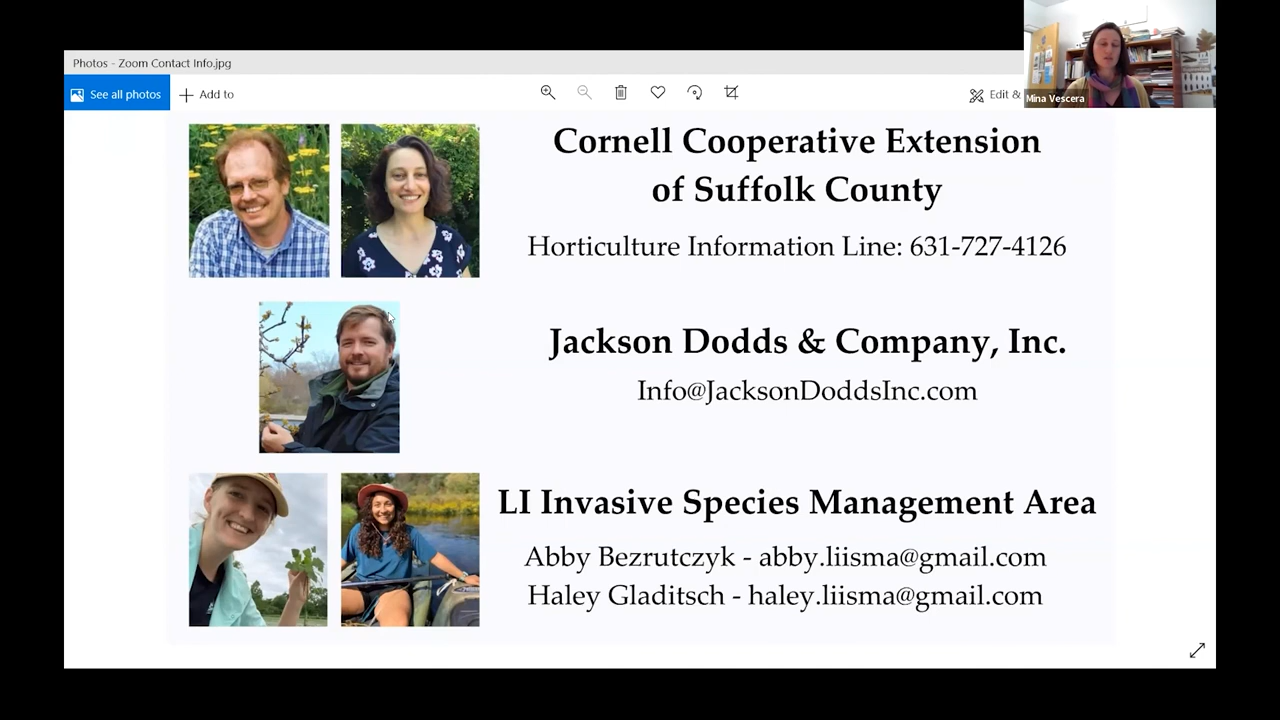 Photos - Zoom Contact Info.jpg
See all photos
Add to
Edit &
Mina Vescera
Cornell Cooperative Extension
of Suffolk County
Horticulture Information Line: 631-727-4126
Jackson Dodds & Company, Inc.
Info@JacksonDoddsInc.com
LI Invasive Species Management Area
Abby Bezrutczyk - abby.liisma@gmail.com
Haley Gladitsch - haley.liisma@gmail.com